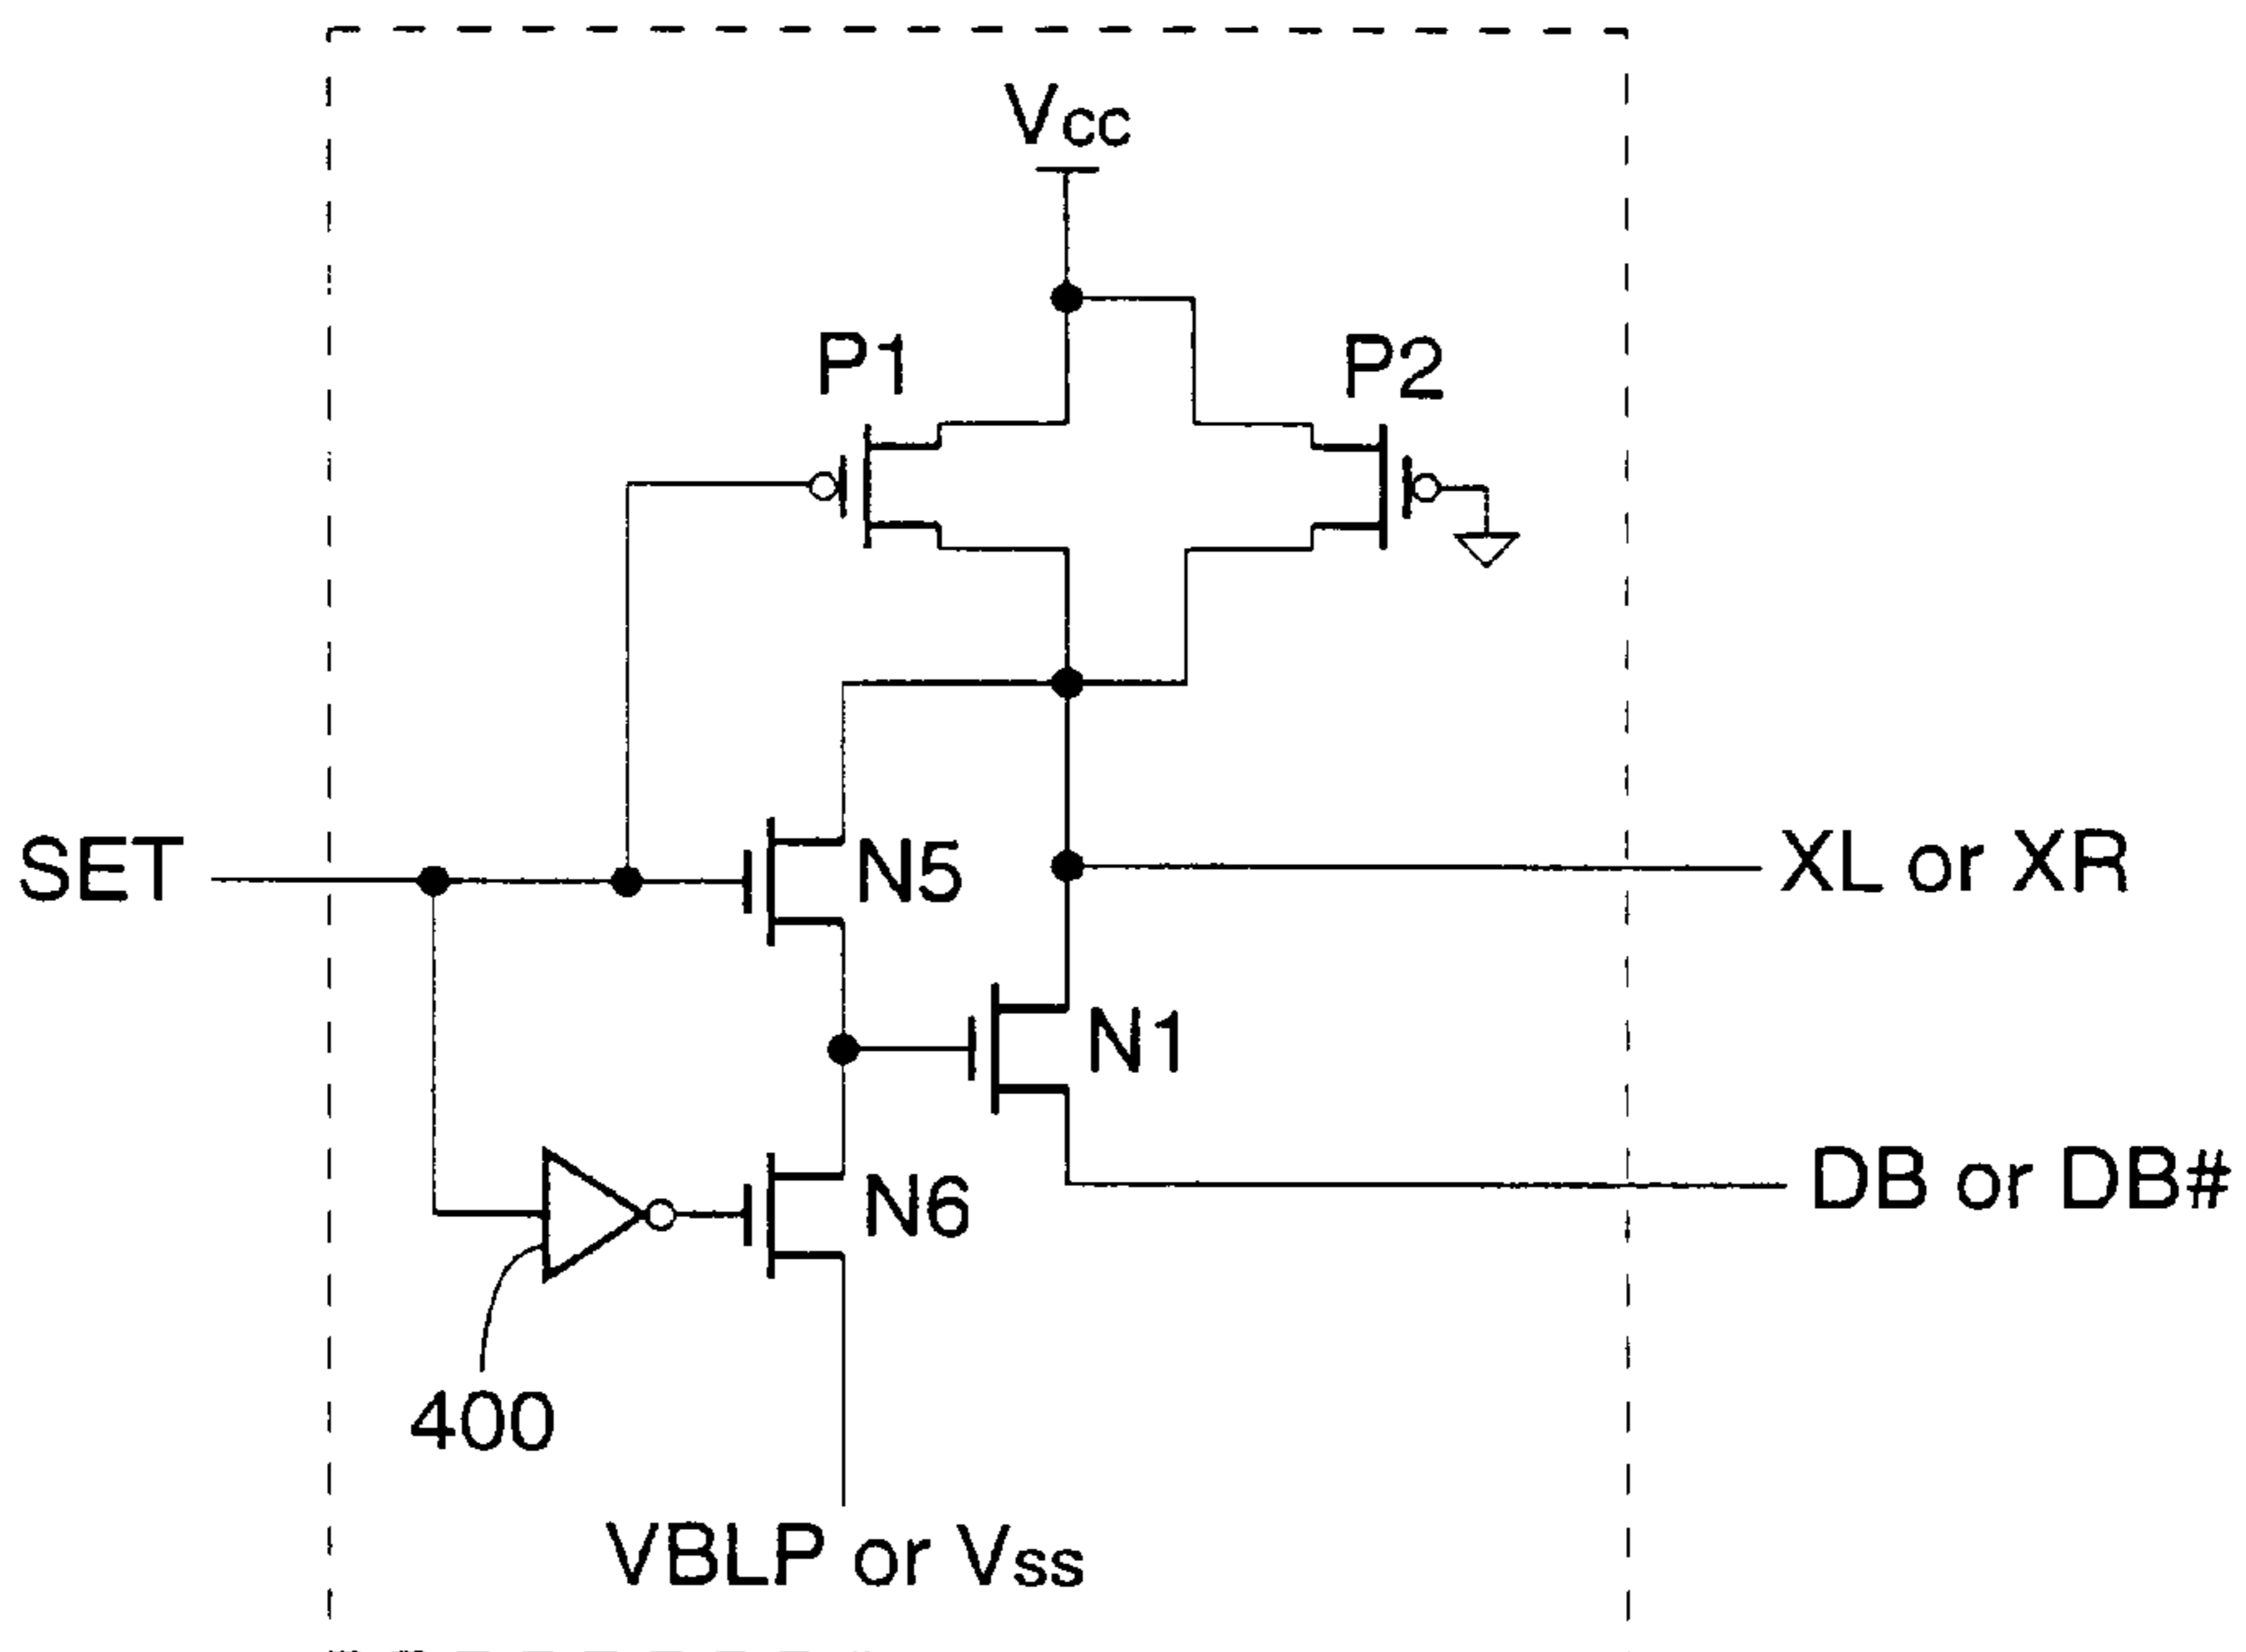 Vcc
P1
P2
SET
N5
XL or XR
N1
N6
DB or DB#
400
VBLP or Vss